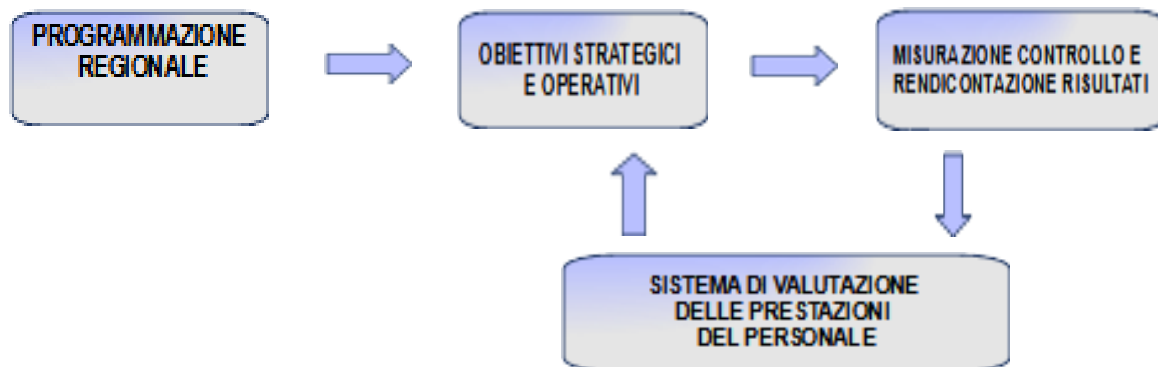 PROGRAMMAZIONE
REGIONALE
OBIETTIVI STRATEGICI
E OPERATIVI
MISURAZIONE CONTROLLO E
RENDICONTAZIONE RISULTATI
SISTEMA DI VALUTAZIONE
DELLE PRESTAZIONI
DEL PERSONALE